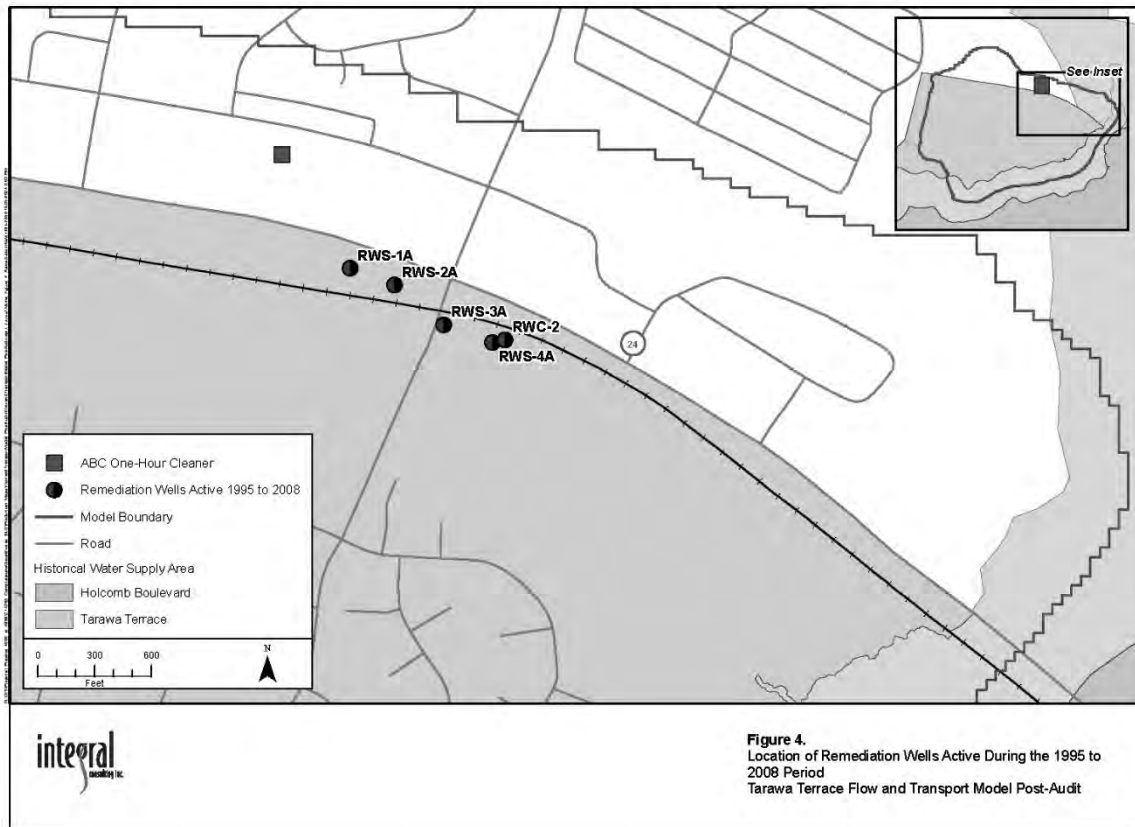 See Inset
RWS-1A
RWS-2A
RWS-3A
RWC-2
RWS-4A
24
ABC One-Hour Cleaner
Remediation Wells Active 1995 to 2008
Model Boundary
Road
Historical Water Supply Area
Holcomb Boulevard
Tarawa Terrace
0 300 600
Feet
N
integral
consulting inc.
Figure 4.
Location of Remediation Wells Active During the 1995 to
2008 Period
Tarawa Terrace Flow and Transport Model Post-Audit